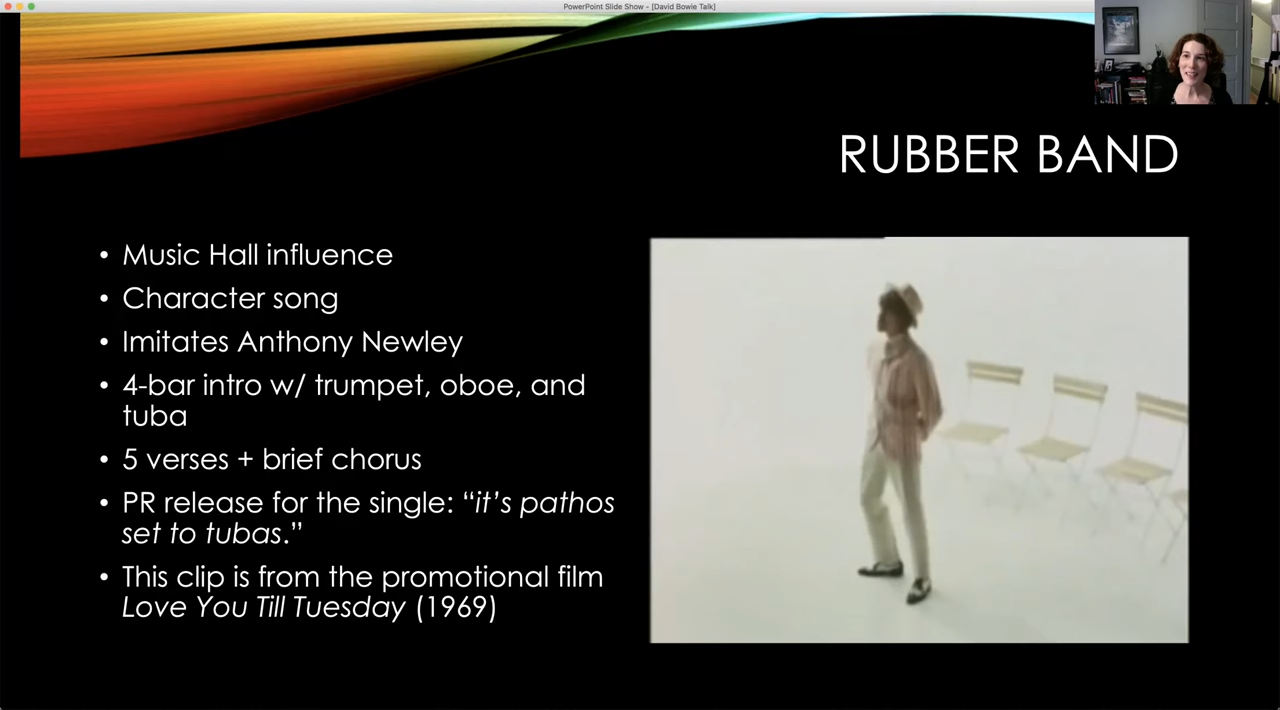 PowerPoint Slide Show - [David Bowie Talk]
RUBBER BAND
• Music Hall influence
• Character song
• Imitates Anthony Newley
• 4-bar intro w/ trumpet, oboe, and
tuba
• 5 verses + brief chorus
• PR release for the single: “it’s pathos
set to tubas.”
• This clip is from the promotional film
Love You Till Tuesday (1969)